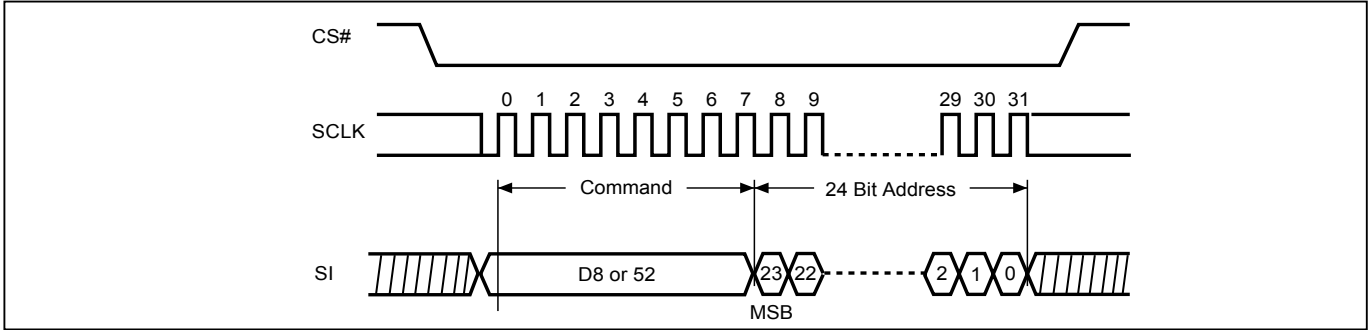 CS#
0 1 2 3 4 5 6 7 8 9 29 30 31
SCLK
Command 24 Bit Address
SI D8 or 52 23 22 2 1 0
MSB